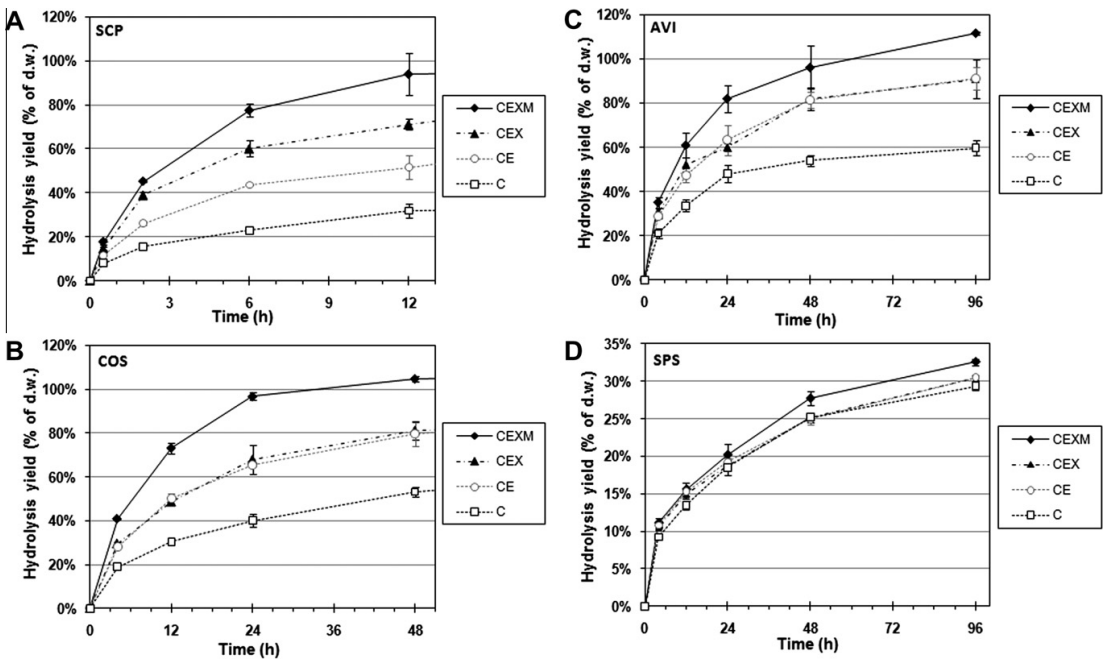 A
SCP
Hydrolysis yield (% of d.w.)
120%
100%
80%
60%
40%
20%
0%
0 3 6 9 12
Time (h)
CEXM
CEX
CE
C
C
AVI
Hydrolysis yield (% of d.w.)
120%
100%
80%
60%
40%
20%
0%
0 24 48 72 96
Time (h)
CEXM
CEX
CE
C
B
COS
Hydrolysis yield (% of d.w.)
120%
100%
80%
60%
40%
20%
0%
0 12 24 36 48
Time (h)
CEXM
CEX
CE
C
D
SPS
Hydrolysis yield (% of d.w.)
35%
30%
25%
20%
15%
10%
5%
0%
0 24 48 72 96
Time (h)
CEXM
CEX
CE
C